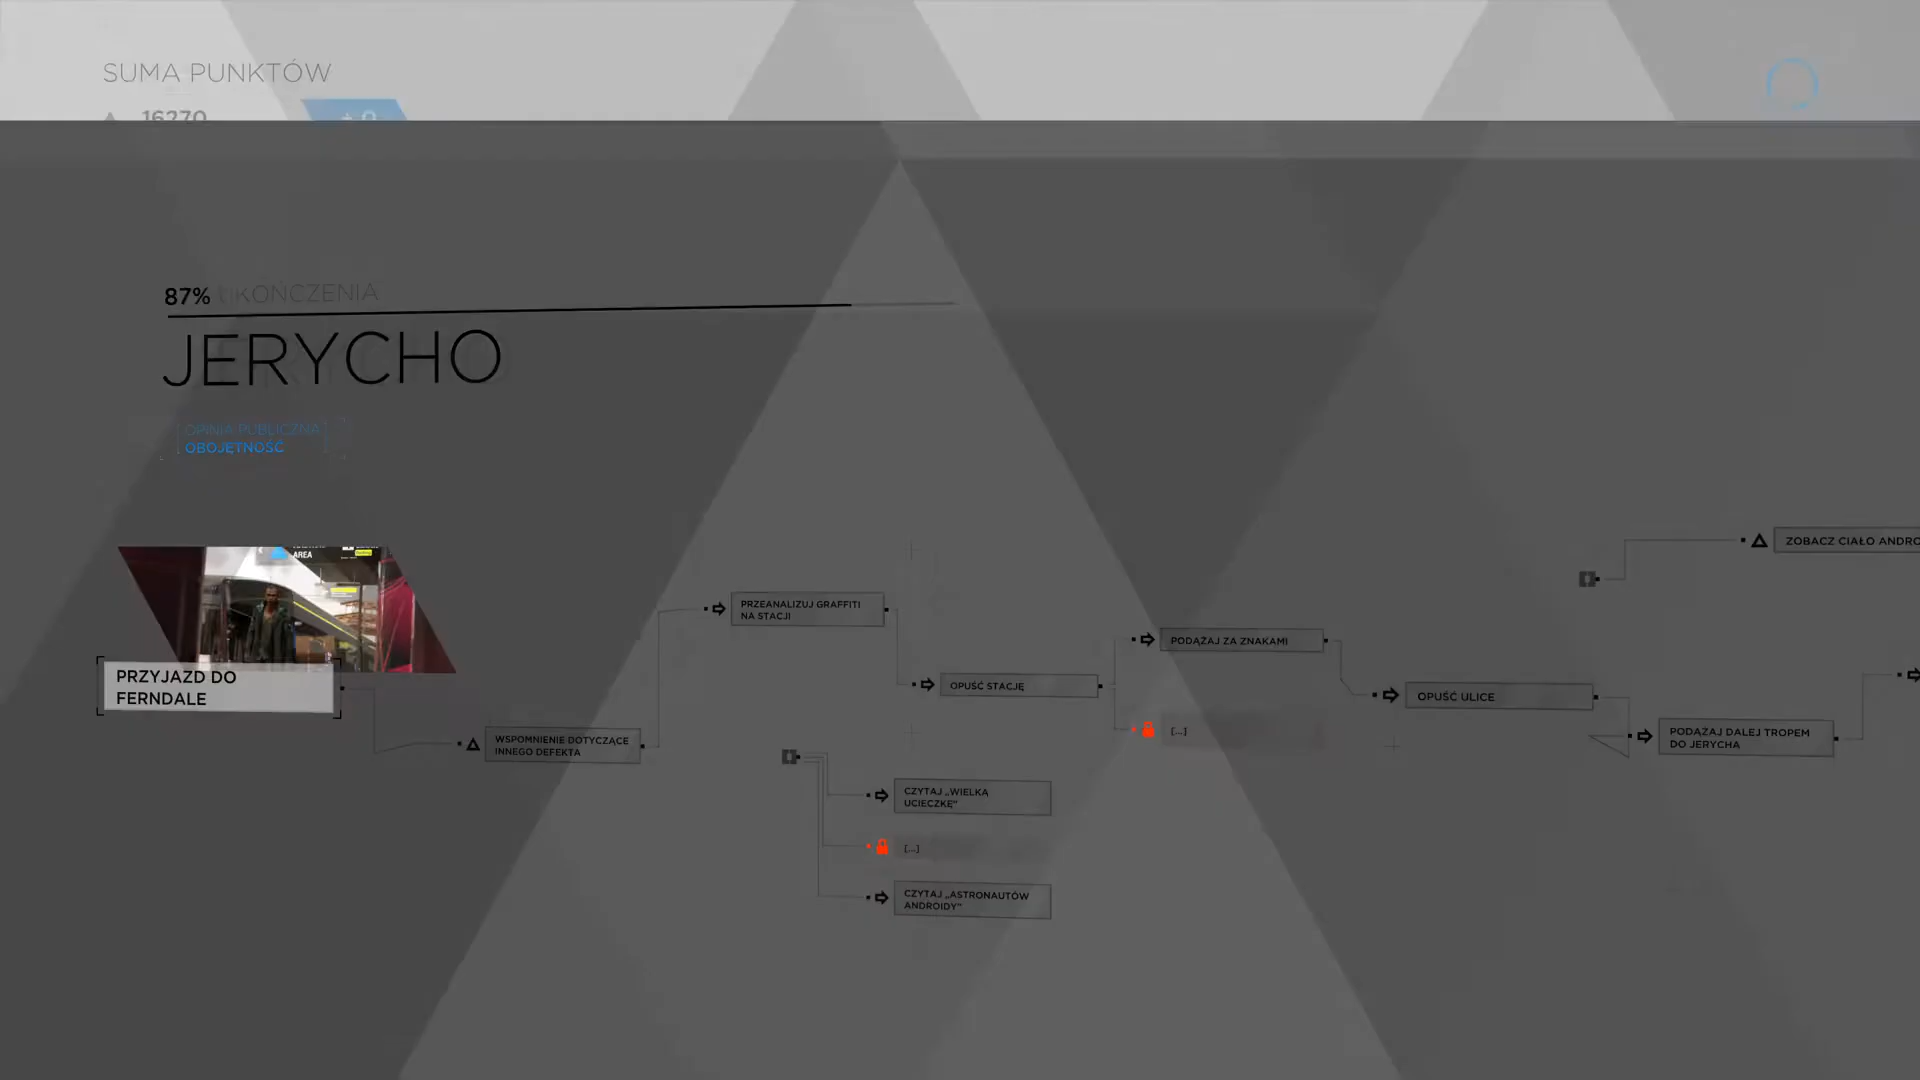 SUMA PUNKTÓW
16270
87% UKOŃCZENIA
JERYCHO
OPINIA PUBLICZNA
OBOJĘTNOŚĆ
AREA
PRZYJAZD DO
FERNDALE
WSPOMNIENIE DOTYCZĄCE
INNEGO DEFEKTA
PRZEANALIZUJ GRAFFITI
NA STACJI
OPUŚĆ STACJĘ
CZYTAJ „WIELKĄ
UCIECZKĘ”
[...]
CZYTAJ „ASTRONAUTÓW
ANDROIDY”
PODĄŻAJ ZA ZNAKAMI
[...]
OPUŚĆ ULICE
PODĄŻAJ DALEJ TROPEM
DO JERYCHA
ZOBACZ CIAŁO ANDRO